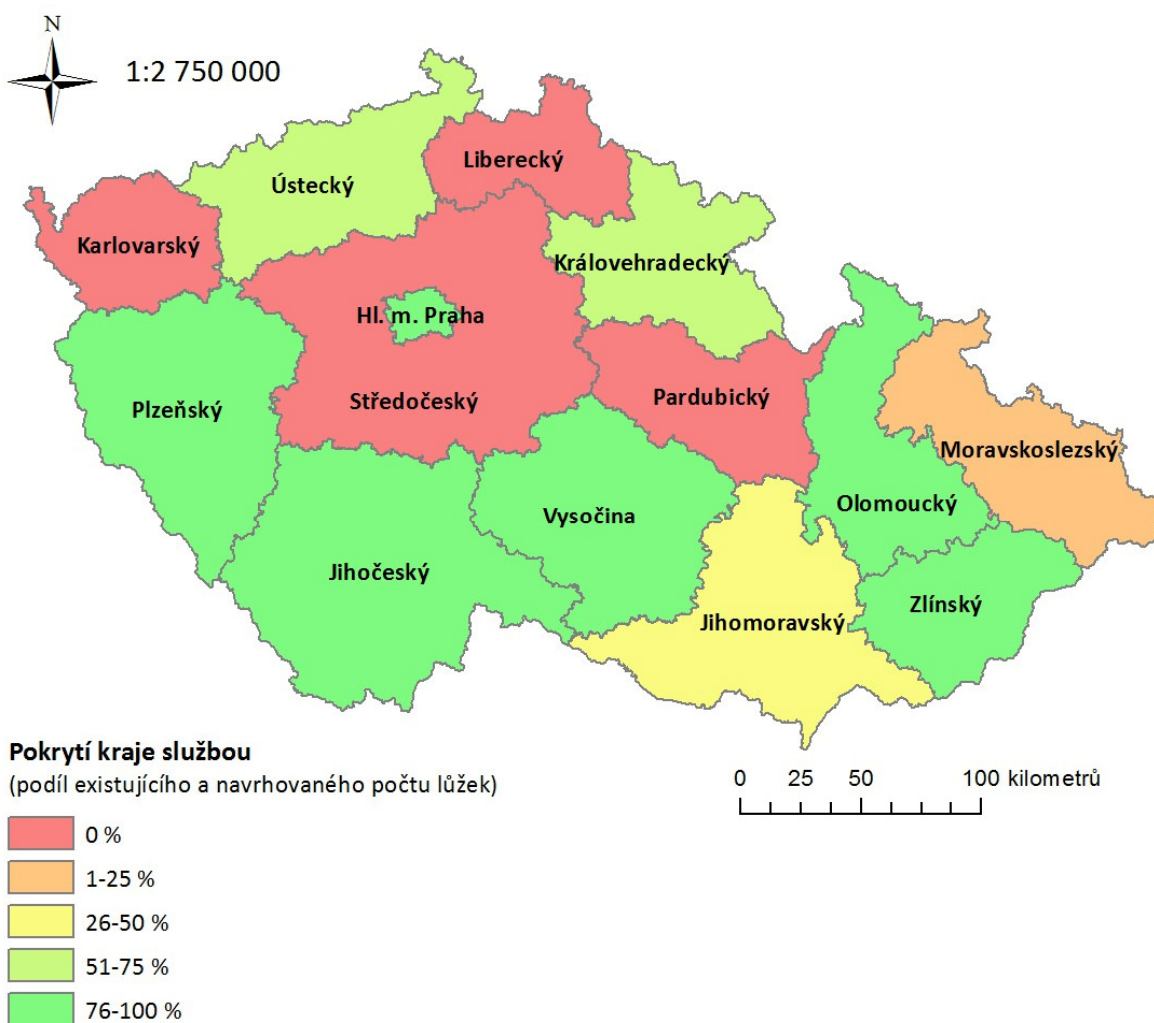 N
1:2 750 000
Liberecký
Ústecký
Karlovarský
Královehradecký
Hl. m. Praha
Plzeňský
Středočeský
Pardubický
Moravskoslezský
Olomoucký
Vysočina
Jihočeský
Zlínský
Jihomoravský
Pokrytí kraje službou
(podíl existujícího a navrhovaného počtu lůžek)
0 25 50 100 kilometrů
0 %
1-25 %
26-50 %
51-75 %
76-100 %